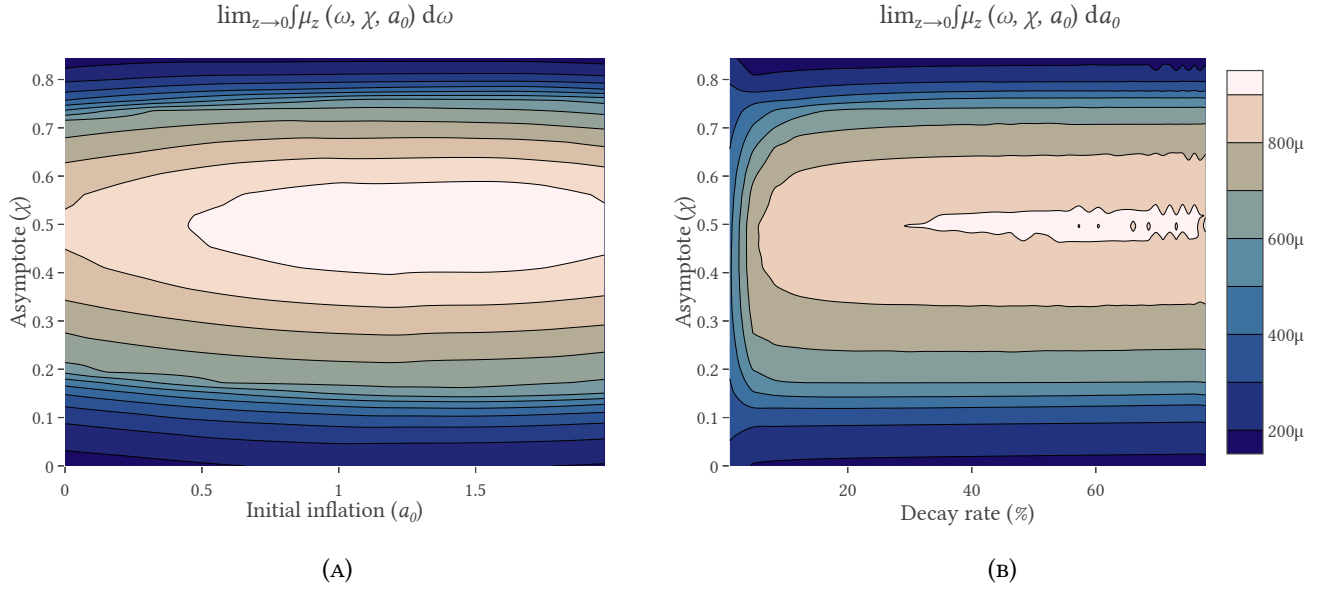 lim_{z→0}∫μ_z (ω, χ, a_0) dω
lim_{z→0}∫μ_z (ω, χ, a_0) da_0
Asymptote (χ)
0.8
0.7
0.6
0.5
0.4
0.3
0.2
0.1
0
0
0.5
1
1.5
Initial inflation (a_0)
Asymptote (χ)
0.8
0.7
0.6
0.5
0.4
0.3
0.2
0.1
0
20
40
60
Decay rate (%)
800μ
600μ
400μ
200μ
(A)
(B)